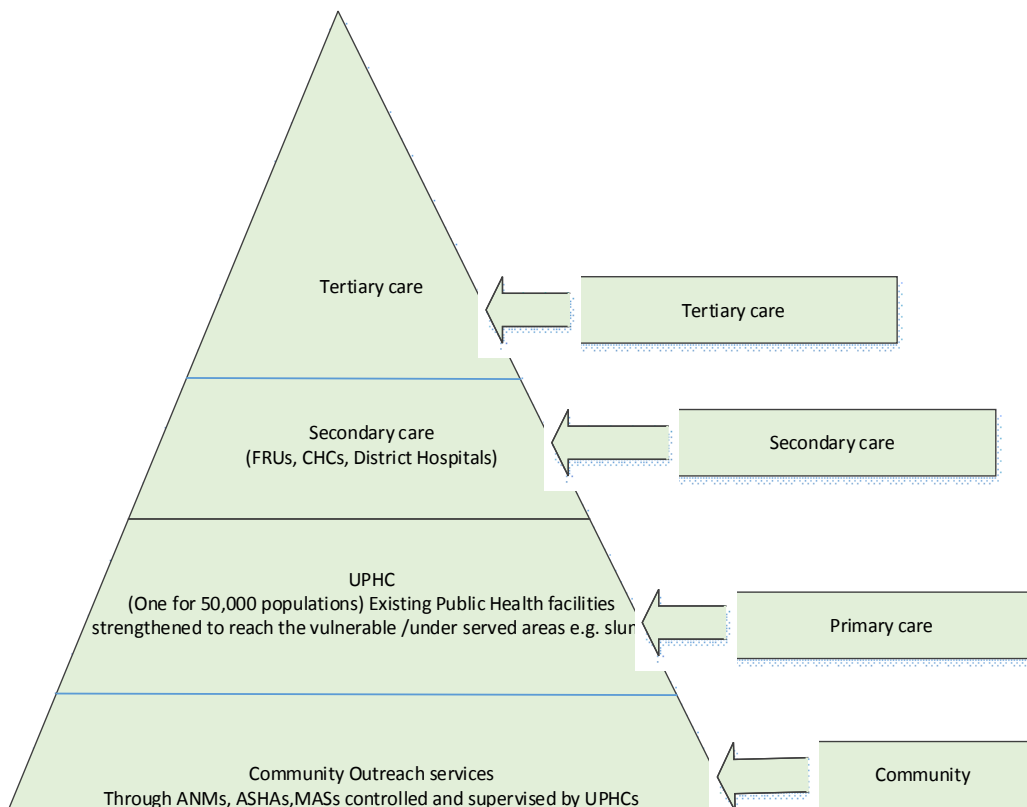 Tertiary care
Tertiary care
Secondary care
(FRUs, CHCs, District Hospitals)
Secondary care
UPHC
(One for 50,000 populations) Existing Public Health facilities
strengthened to reach the vulnerable /under served areas e.g.
Primary care
Community Outreach services
Through ANMs, ASHAs,MASs controlled and supervised by UPHCs
Community